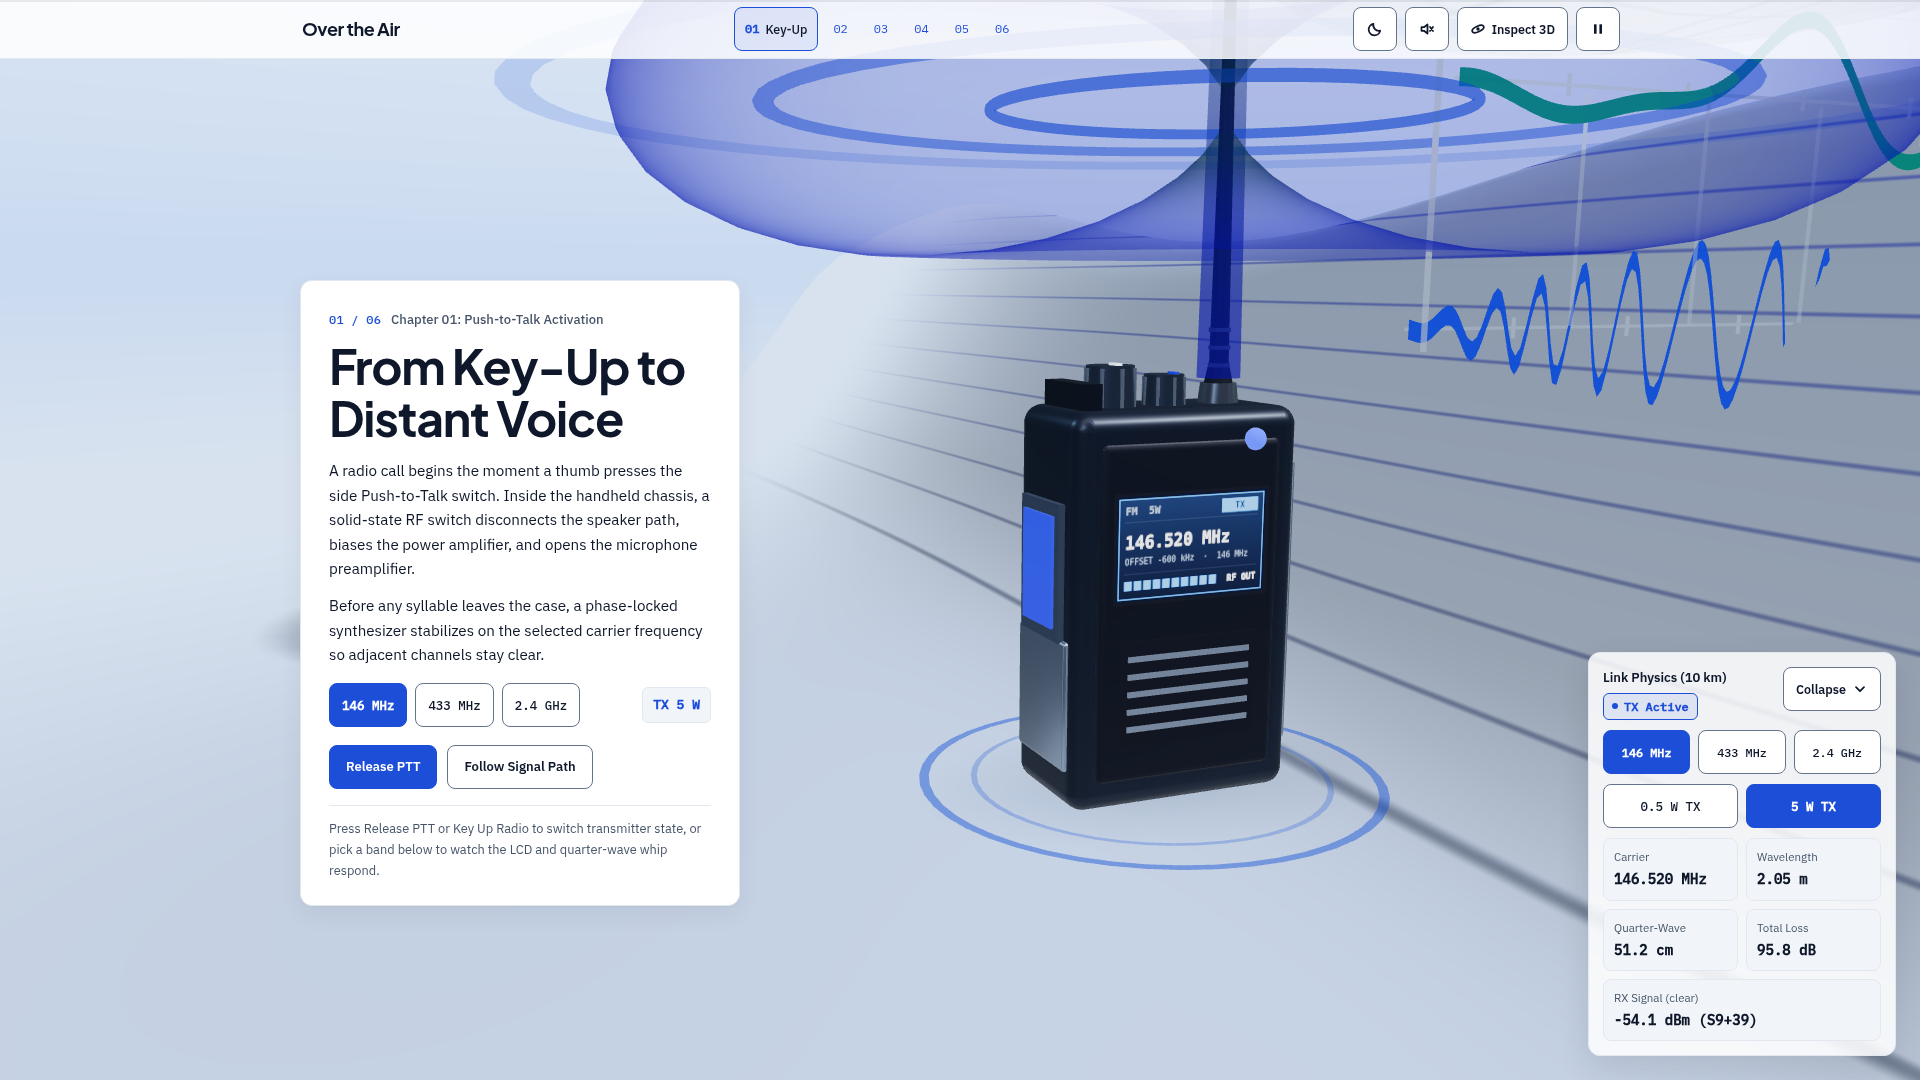 Over the Air
01 Key-Up 02 03 04 05 06
Inspect 3D
01 / 06 Chapter 01: Push-to-Talk Activation
From Key-Up to
Distant Voice
A radio call begins the moment a thumb presses the
side Push-to-Talk switch. Inside the handheld chassis, a
solid-state RF switch disconnects the speaker path,
biases the power amplifier, and opens the microphone
preamplifier.
Before any syllable leaves the case, a phase-locked
synthesizer stabilizes on the selected carrier frequency
so adjacent channels stay clear.
146 MHz 433 MHz 2.4 GHz TX 5 W
Release PTT Follow Signal Path
Press Release PTT or Key Up Radio to switch transmitter state, or
pick a band below to watch the LCD and quarter-wave whip
respond.
FM 5W TX
146.520 MHz
OFFSET -600 kHz · 146 MHz
RF OUT
Link Physics (10 km)
TX Active
Collapse
146 MHz 433 MHz 2.4 GHz
0.5 W TX 5 W TX
Carrier Wavelength
146.520 MHz 2.05 m
Quarter-Wave Total Loss
51.2 cm 95.8 dB
RX Signal (clear)
-54.1 dBm (S9+39)